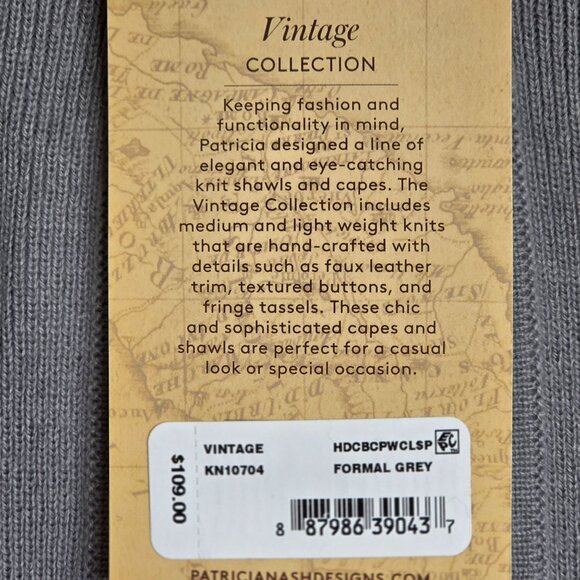 Vintage
COLLECTION
Keeping fashion and
functionality in mind,
Patricia designed a line of
elegant and eye-catching
knit shawls and capes. The
Vintage Collection includes
medium and light weight knits
that are hand-crafted with
details such as faux leather
trim, textured buttons, and
fringe tassels. These chic
and sophisticated capes and
shawls are perfect for a casual
look or special occasion.
$109.00
VINTAGE HDCBCPWCLSP
KN10704 FORMAL GREY
8 87986 39043 7
PATRICIANASHDESIGNS.COM